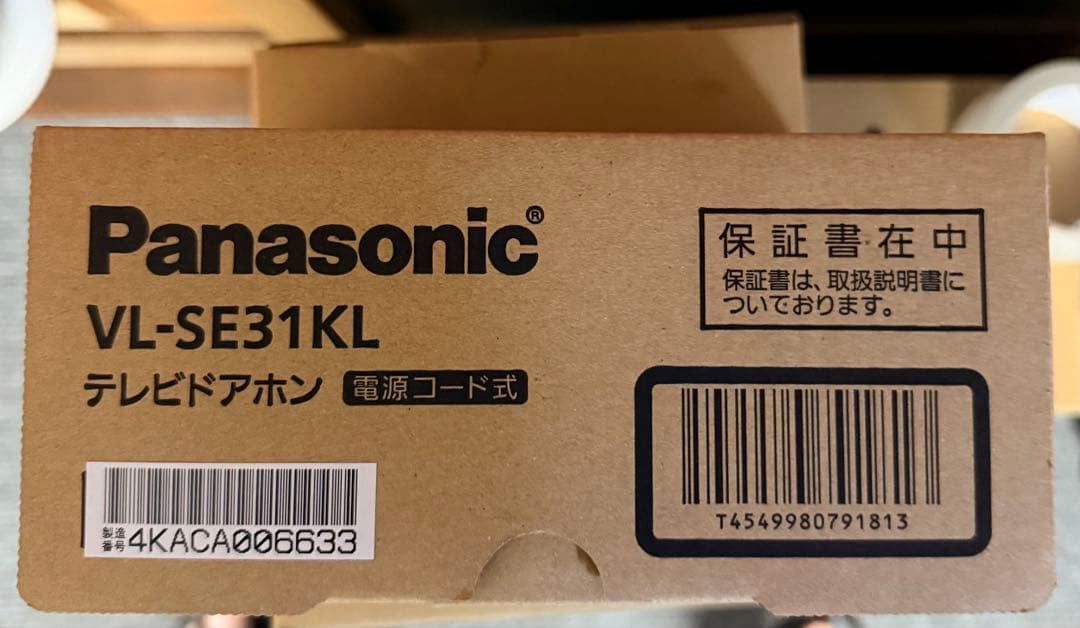 Panasonic®
VL-SE31KL
テレビドアホン 電源コード式
製造番号 4KACA006633
保証書在中
保証書は、取扱説明書に
ついております。
T4549980791813